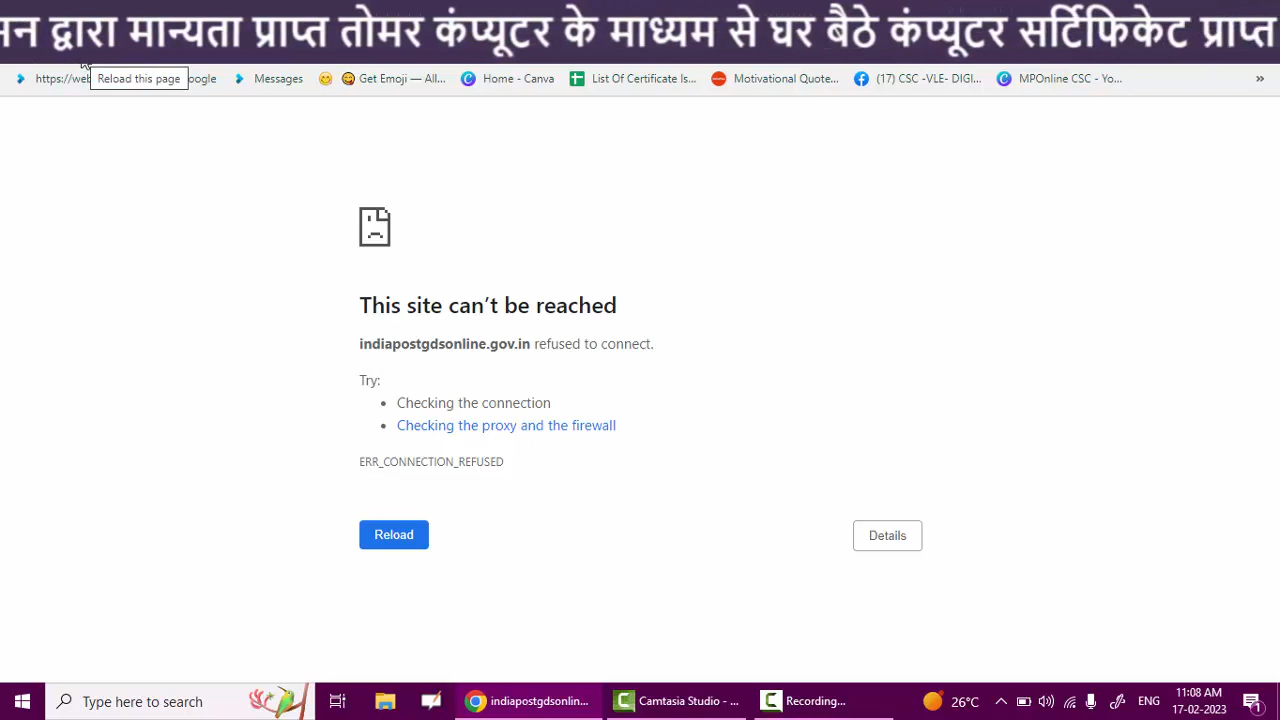 मन द्वारा मान्यता प्राप्त तोमर कंप्यूटर के माध्यम से घर बैठे कंप्यूटर सर्टिफिकेट प्राप्त
https://web
Reload this page
oogle
Messages
Get Emoji — All...
Home - Canva
List Of Certificate Is...
Motivational Quote...
(17) CSC -VLE- DIGI...
MPOnline CSC - Yo...
»
This site can't be reached
indiapostgdsonline.gov.in refused to connect.
Try:
• Checking the connection
• Checking the proxy and the firewall
ERR_CONNECTION_REFUSED
Reload
Details
Type here to search
indiapostgdsonlin...
Camtasia Studio - ...
Recording...
26°C
ENG
11:08 AM
17-02-2023
1